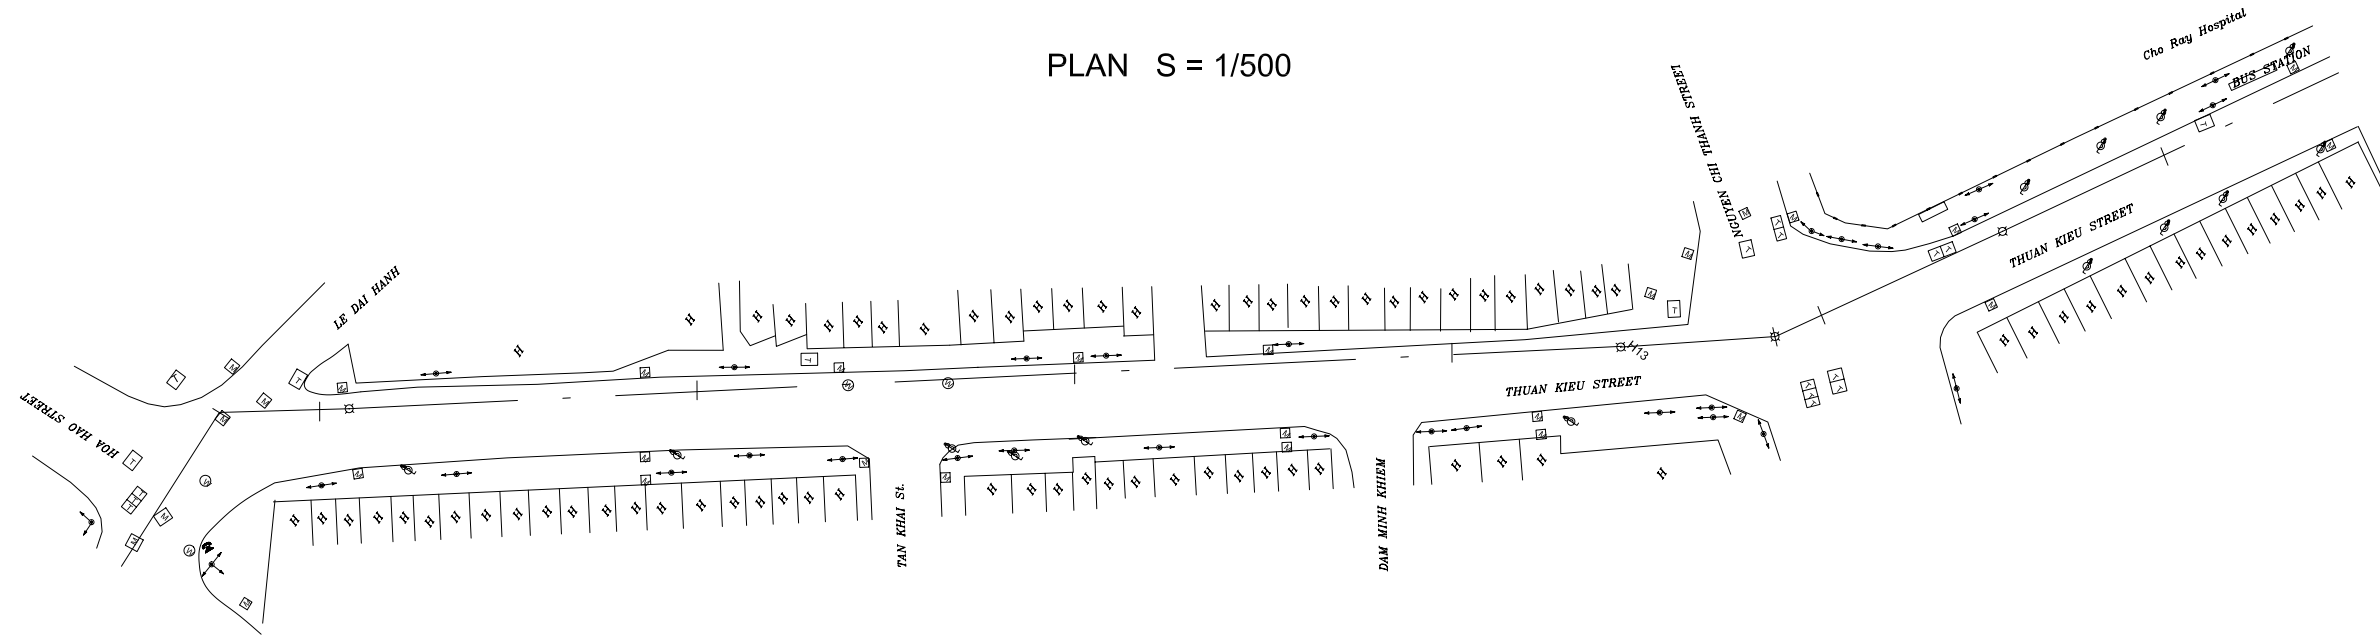 PLAN S = 1/500
Cho Ray Hospital
BUS STATION
NGUYEN CHI THANH STREET
THUAN KIEU STREET
LE DAI HANH
HOA HAO STREET
H13
THUAN KIEU STREET
TAN KHAI St.
DAM MINH KHIEM